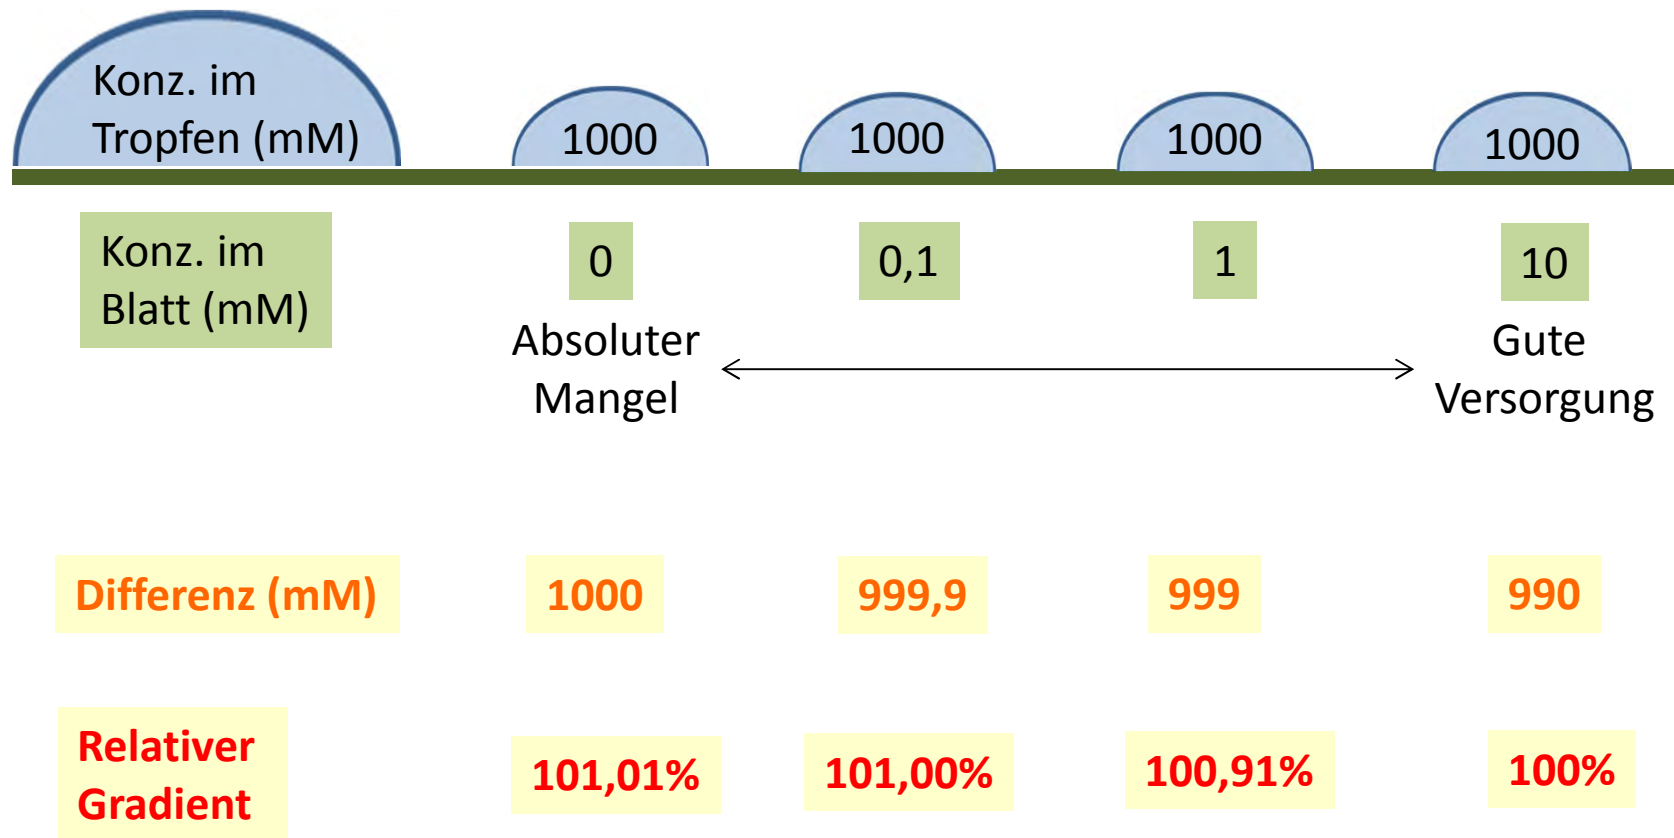 Konz. im
Tropfen (mM)
1000
1000
1000
1000
Konz. im
Blatt (mM)
0
0,1
1
10
Absoluter
Mangel
Gute
Versorgung
Differenz (mM)
1000
999,9
999
990
Relativer
Gradient
101,01%
101,00%
100,91%
100%